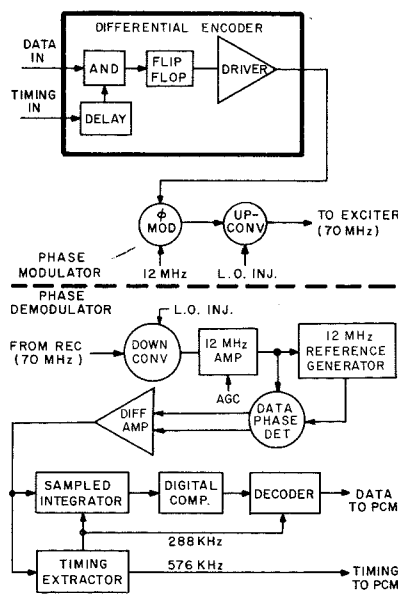 DIFFERENTIAL ENCODER
DATA
IN
AND
FLIP
FLOP
DRIVER
TIMING
IN
DELAY
ϕ
MOD
UP-
CONV
TO EXCITER
(70 MHz)
PHASE
MODULATOR
12 MHz
L.O. INJ.
PHASE
DEMODULATOR
L.O. INJ.
FROM REC
(70 MHz)
DOWN
CONV
12 MHz
AMP
12 MHz
REFERENCE
GENERATOR
AGC
DIFF
AMP
DATA
PHASE
DET
SAMPLED
INTEGRATOR
DIGITAL
COMP.
DECODER
DATA
TO PCM
288 KHz
TIMING
EXTRACTOR
576 KHz
TIMING
TO PCM